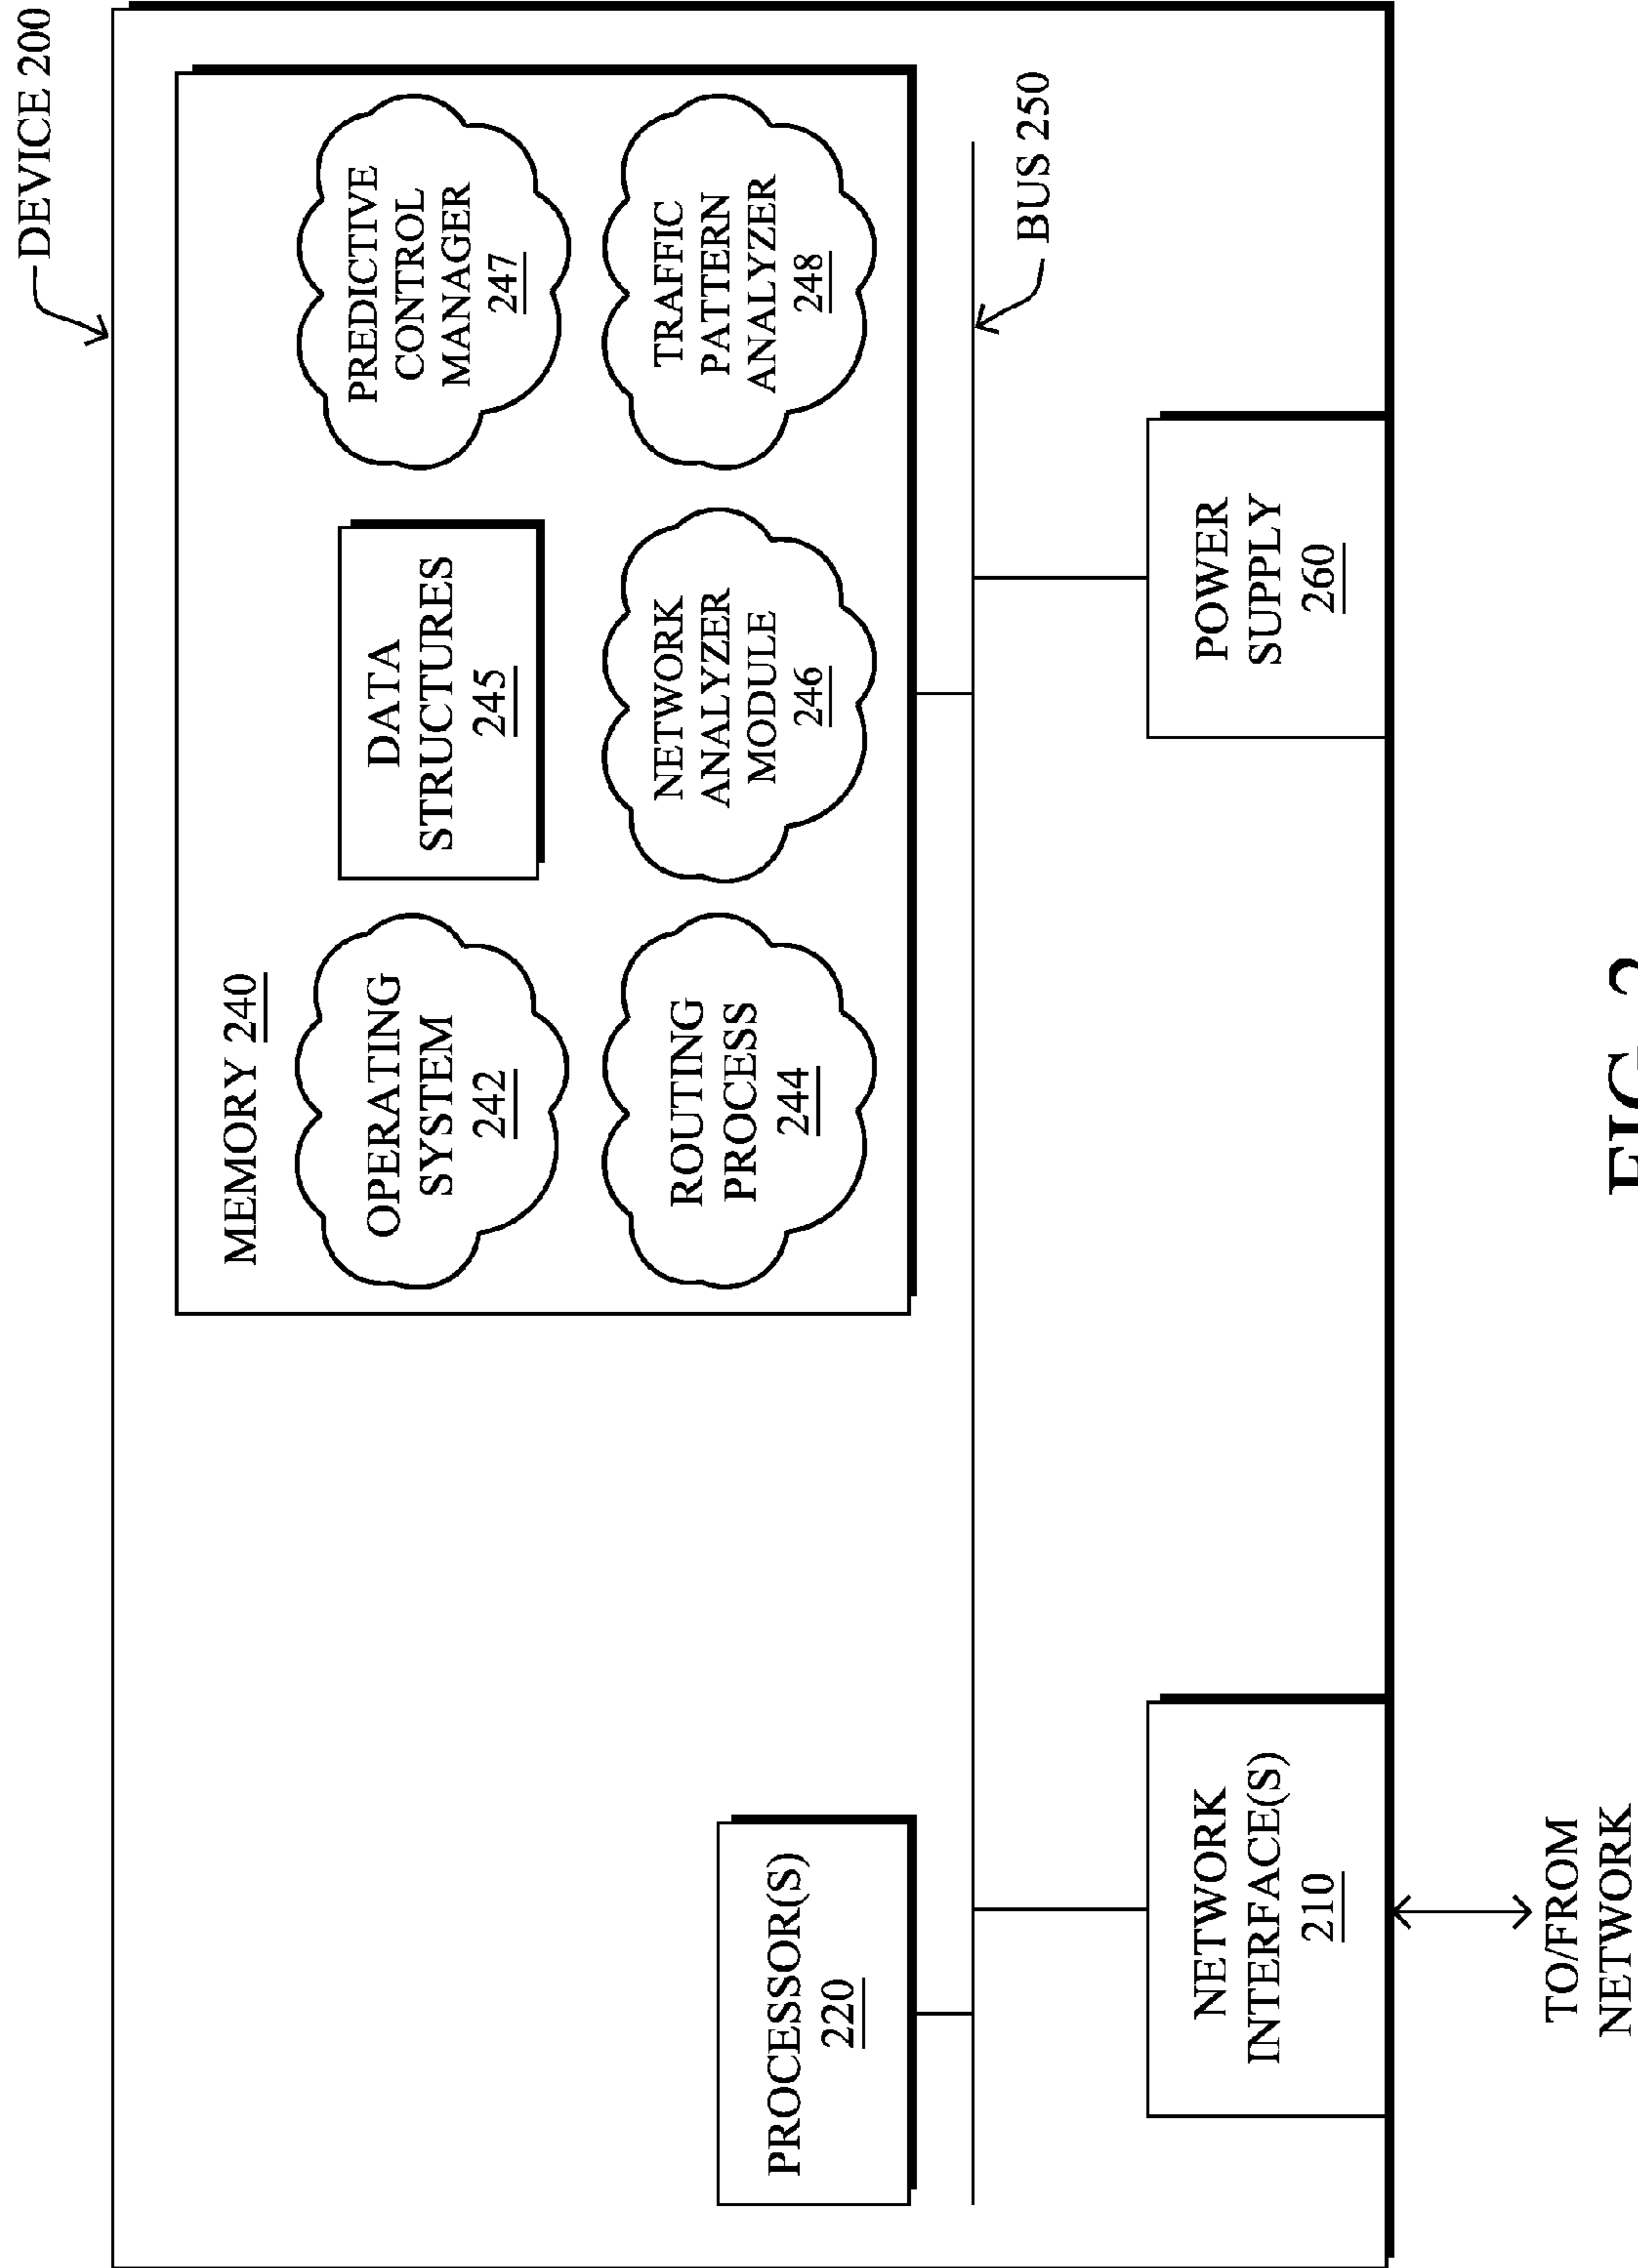 DEVICE 200
MEMORY 240
OPERATING
SYSTEM
242
DATA
STRUCTURES
245
PREDICTIVE
CONTROL
MANAGER
247
ROUTING
PROCESS
244
NETWORK
ANALYZER
MODULE
246
TRAFFIC
PATTERN
ANALYZER
248
PROCESSOR(S)
220
BUS 250
NETWORK
INTERFACE(S)
210
POWER
SUPPLY
260
TO/FROM
NETWORK
FIG. 2